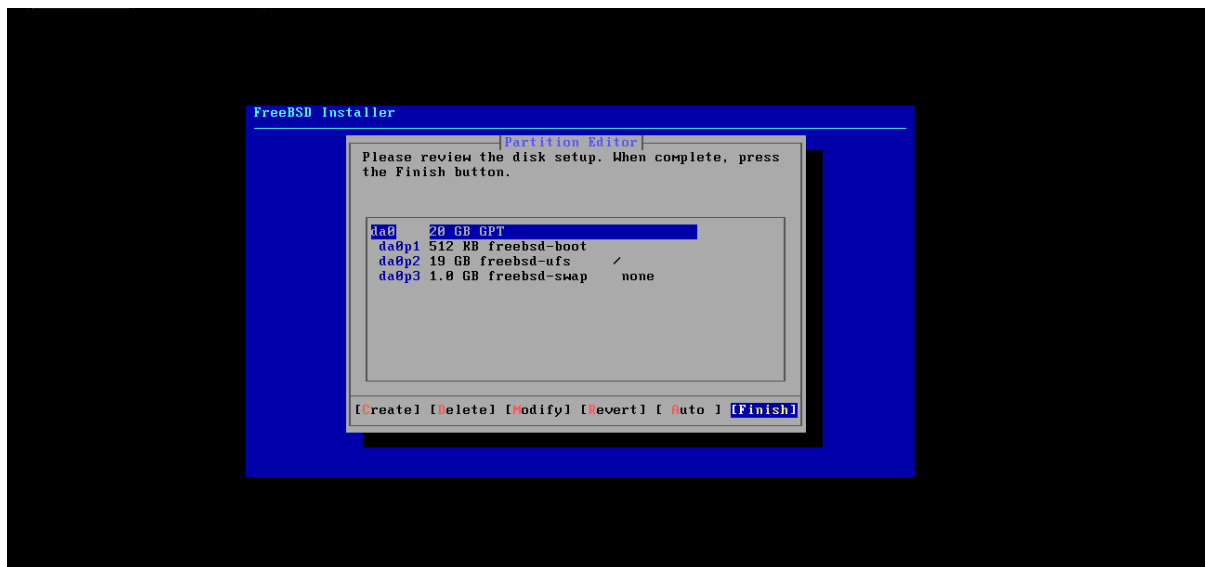 FreeBSD Installer
Partition Editor
Please review the disk setup. When complete, press
the Finish button.
da0 20 GB GPT
da0p1 512 KB freebsd-boot
da0p2 19 GB freebsd-ufs /
da0p3 1.0 GB freebsd-swap none
[Create] [Delete] [Modify] [Revert] [ Auto ] [Finish]